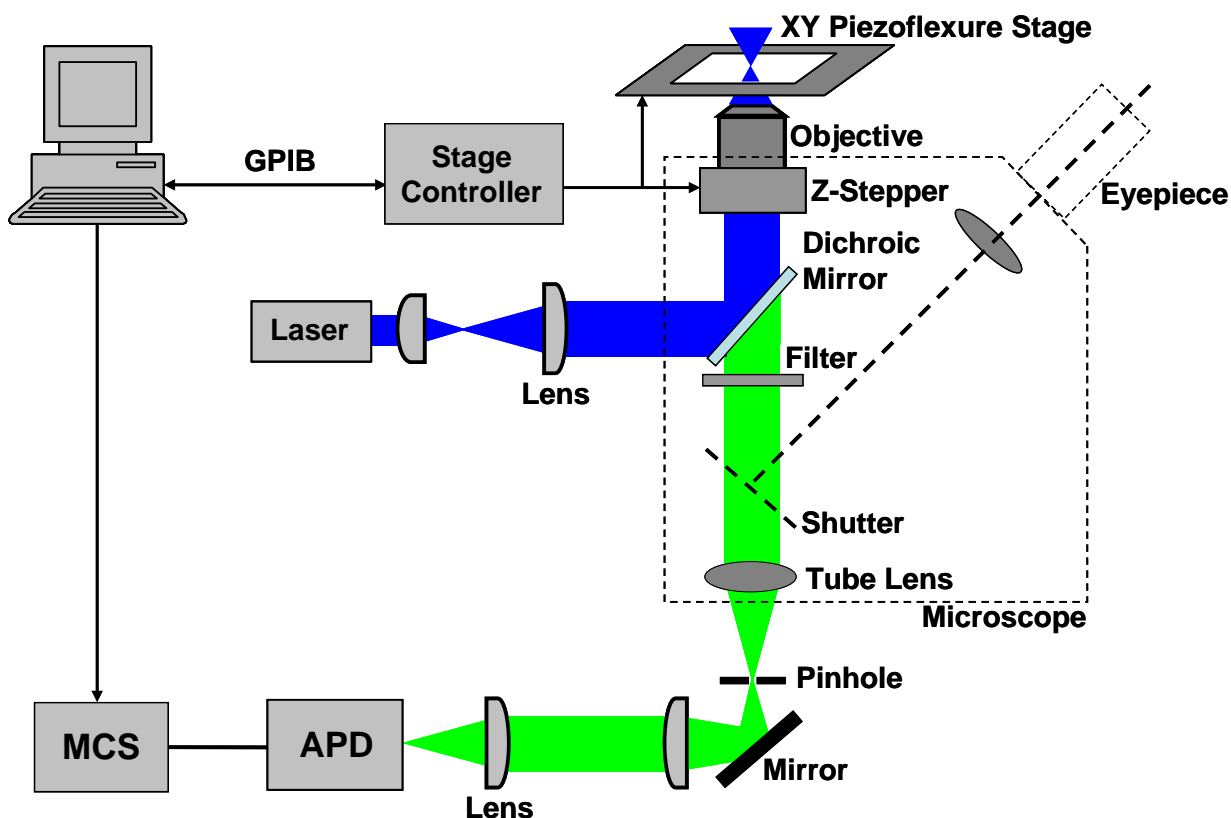 XY Piezoflexure Stage
Objective
GPIB
Stage
Controller
Z-Stepper
Eyepiece
Dichroic
Mirror
Laser
Filter
Lens
Shutter
Tube Lens
Microscope
Pinhole
MCS
APD
Mirror
Lens